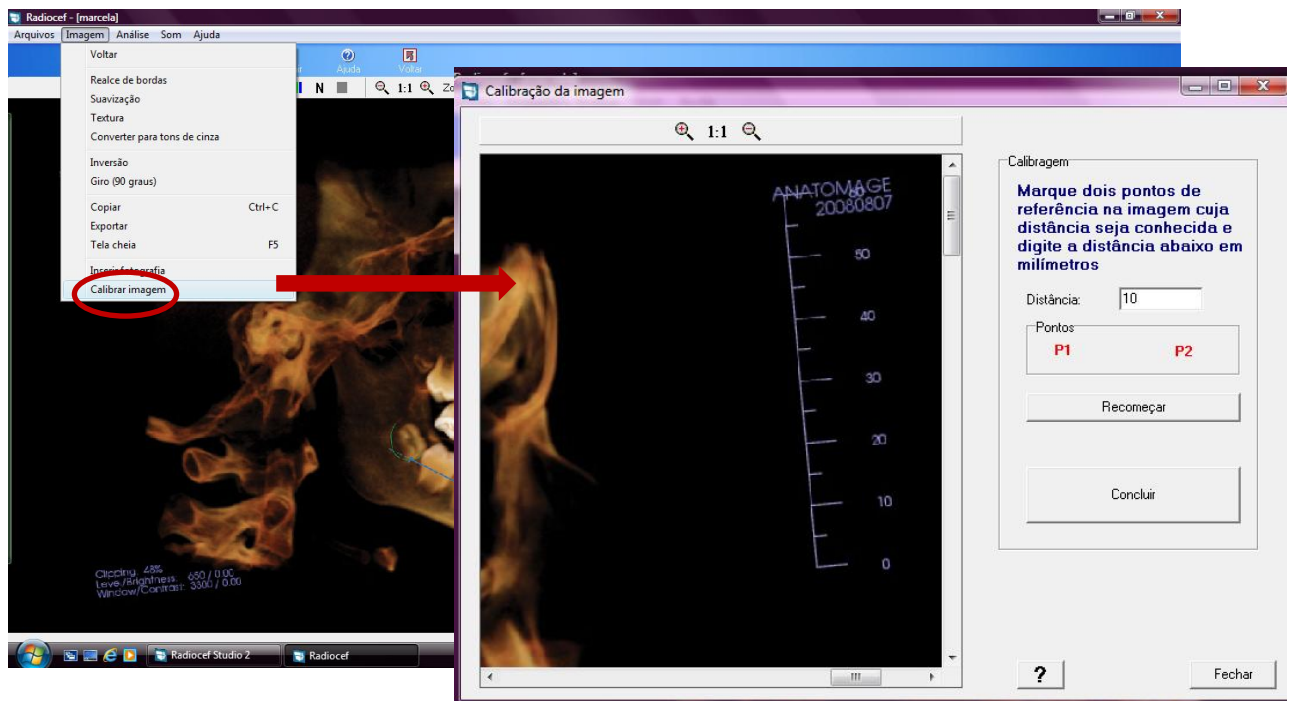 Radiocef - [marcela]
Arquivos Imagem Análise Som Ajuda
Voltar
Realce de bordas
Suavização
Textura
Converter para tons de cinza
Inversão
Giro (90 graus)
Copiar Ctrl+C
Exportar
Tela cheia F5
Inserir fotografia
Calibrar imagem
Ajuda
Voltar
N
1:1
Calibração da imagem
1:1
ANATOMAGE
20080807
50
40
30
20
10
0
Calibragem
Marque dois pontos de
referência na imagem cuja
distância seja conhecida e
digite a distância abaixo em
milímetros
Distância: 10
Pontos
P1 P2
Recomeçar
Concluir
? Fechar
Clipping: 48%
Level/Brightness: 650 / 0.00
Window/Contrast: 3300 / 0.00
Radiocef Studio 2
Radiocef